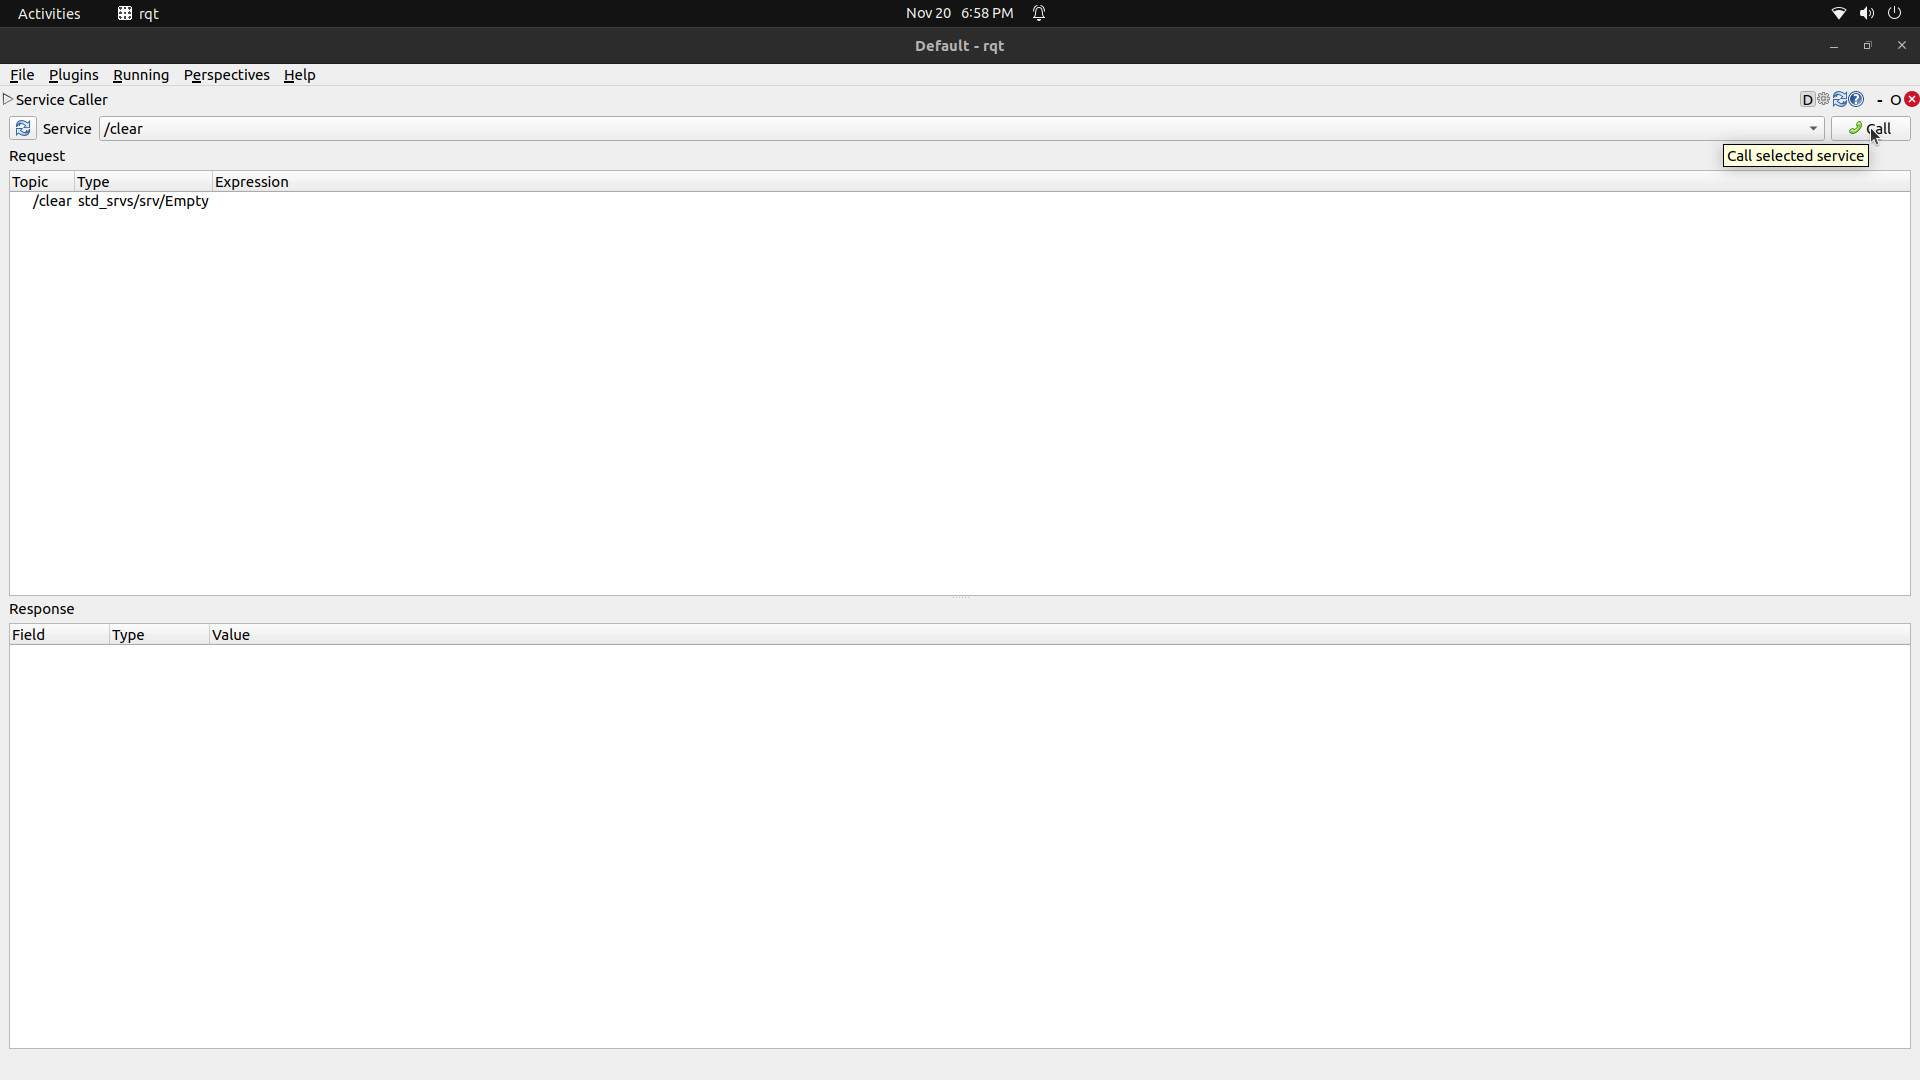 Activities rqt Nov 20 6:58 PM
Default - rqt
File Plugins Running Perspectives Help
Service Caller D - O
Service /clear Call
Request Call selected service
Topic Type Expression
/clear std_srvs/srv/Empty
Response
Field Type Value